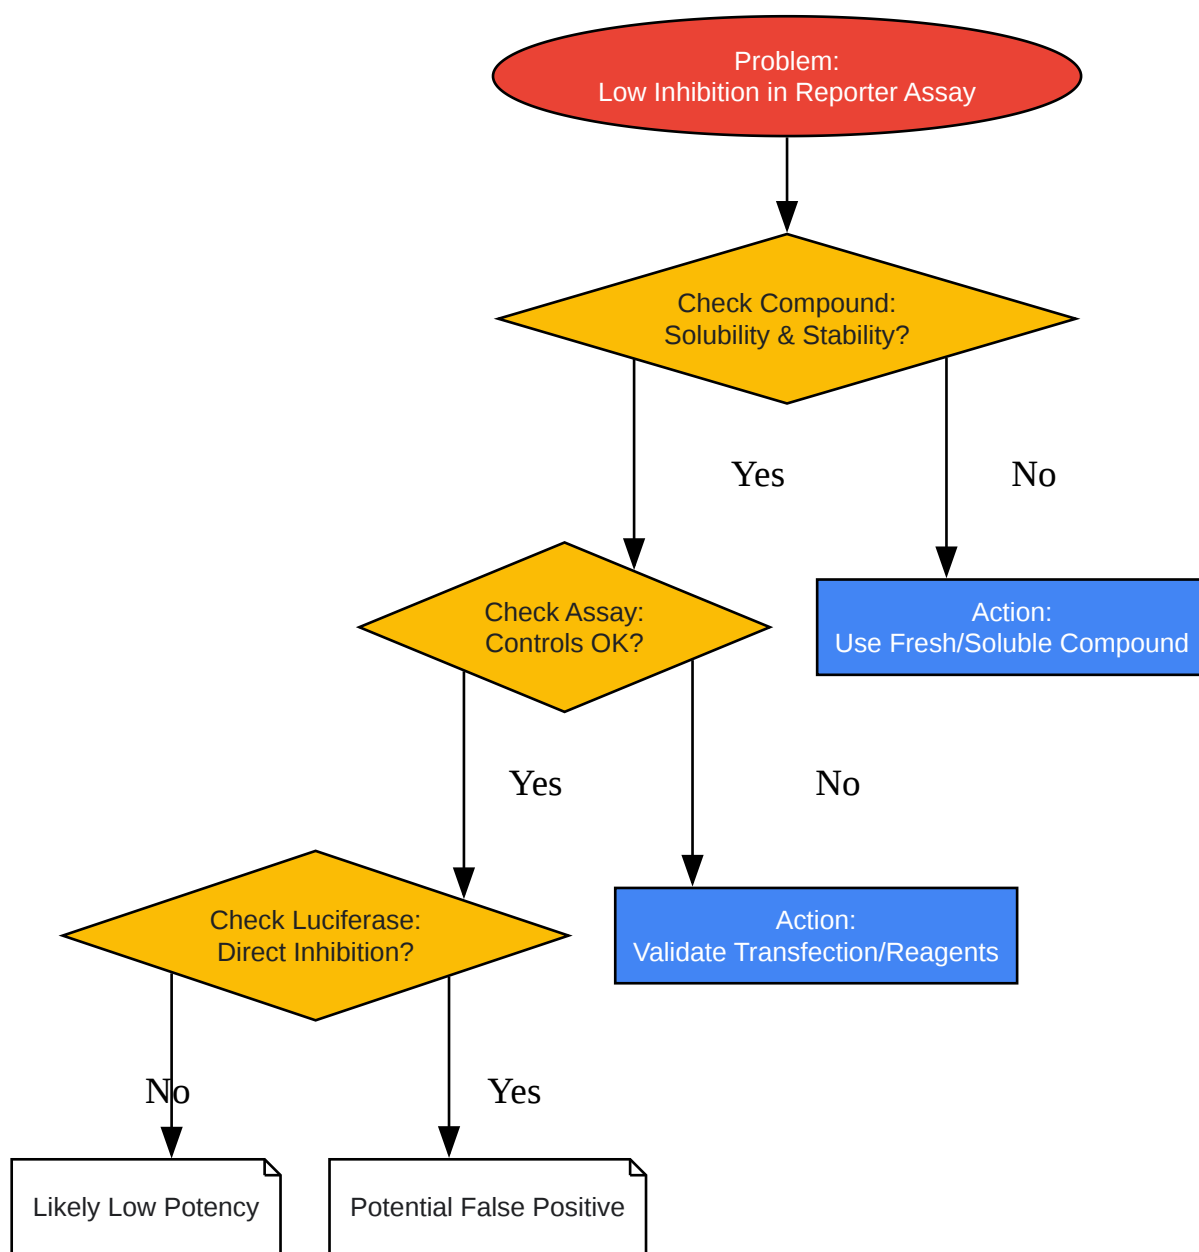 Problem:
Low Inhibition in Reporter Assay
Check Compound:
Solubility & Stability?
Yes
No
Check Assay:
Controls OK?
Action:
Use Fresh/Soluble Compound
Yes
No
Check Luciferase:
Direct Inhibition?
Action:
Validate Transfection/Reagents
No
Yes
Likely Low Potency
Potential False Positive